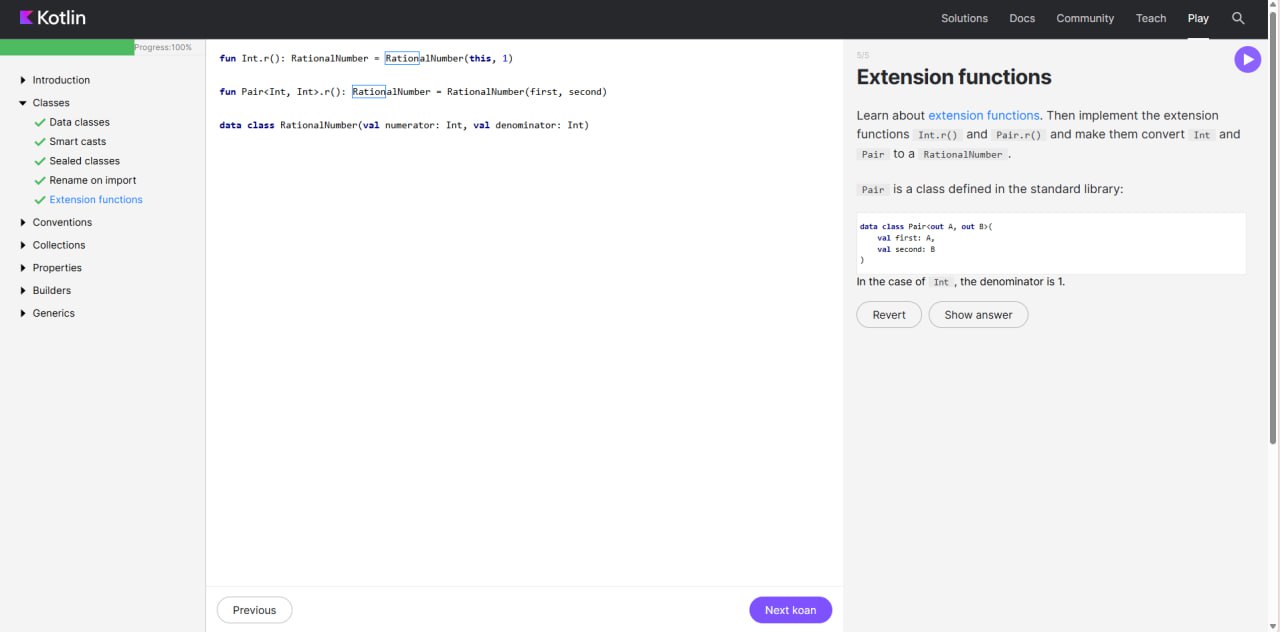 Kotlin
Solutions Docs Community Teach Play
Progress:100%
Introduction
Classes
Data classes
Smart casts
Sealed classes
Rename on import
Extension functions
Conventions
Collections
Properties
Builders
Generics
fun Int.r(): RationalNumber = RationalNumber(this, 1)
fun Pair<Int, Int>.r(): RationalNumber = RationalNumber(first, second)
data class RationalNumber(val numerator: Int, val denominator: Int)
Previous
Next koan
5/5
Extension functions
Learn about extension functions. Then implement the extension
functions Int.r() and Pair.r() and make them convert Int and
Pair to a RationalNumber .
Pair is a class defined in the standard library:
data class Pair<out A, out B>(
val first: A,
val second: B
)
In the case of Int , the denominator is 1.
Revert
Show answer